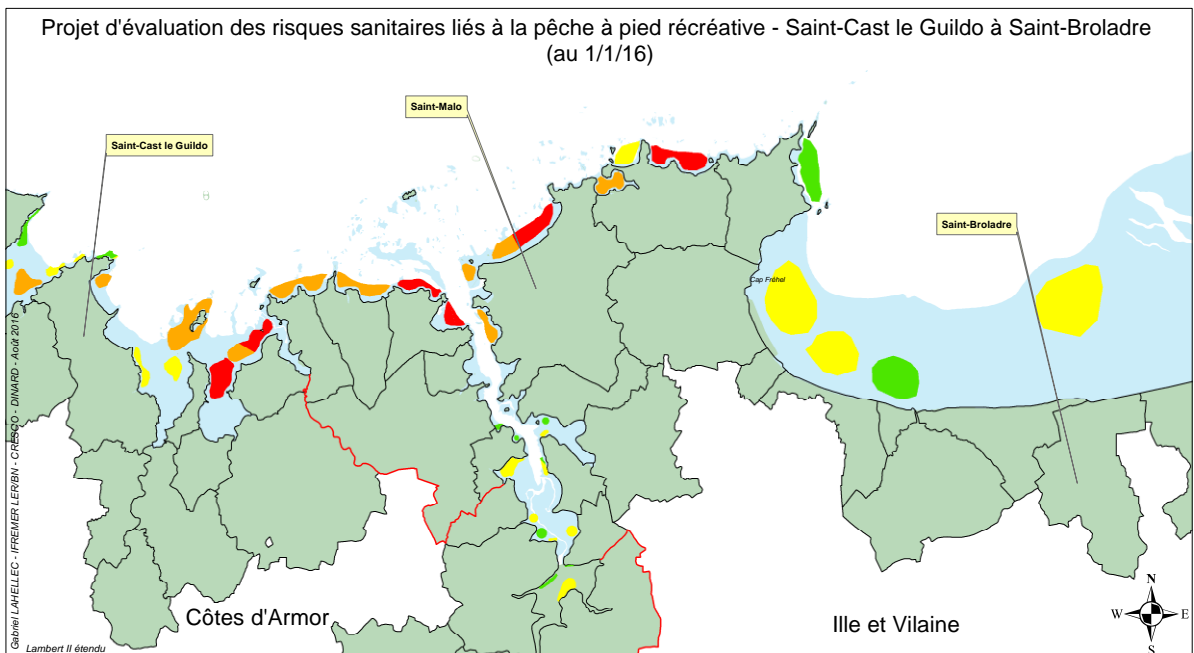 Projet d'évaluation des risques sanitaires liés à la pêche à pied récréative - Saint-Cast le Guildo à Saint-Broladre
(au 1/1/16)
Saint-Malo
Saint-Cast le Guildo
Saint-Broladre
Cap Fréhel
Gabriel LAHELLEC - IFREMER LER/BN - CRESCO - DINARD - Août 2016
Côtes d'Armor
Ille et Vilaine
N
W
E
S
Lambert II étendu